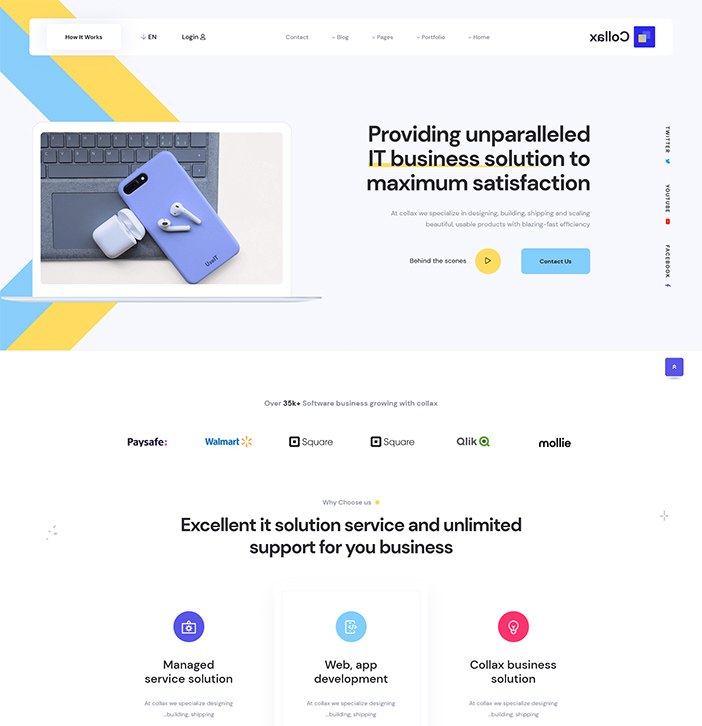 How It Works
EN
Login
Contact
Blog
Pages
Portfolio
Home
Collax
Providing unparalleled
IT business solution to
maximum satisfaction
At collax we specialize in designing, building, shipping and scaling
beautiful, usable products with blazing-fast efficiency
Behind the scenes
Contact Us
TWITTER
YOUTUBE
FACEBOOK
UseIT
Over 35k+ Software business growing with collax
Paysafe:
Walmart
Square
Square
Qlik
mollie
Why Choose us
Excellent it solution service and unlimited
support for you business
Managed
service solution
At collax we specialize designing
...building, shipping
Web, app
development
At collax we specialize designing
...building, shipping
Collax business
solution
At collax we specialize designing
...building, shipping